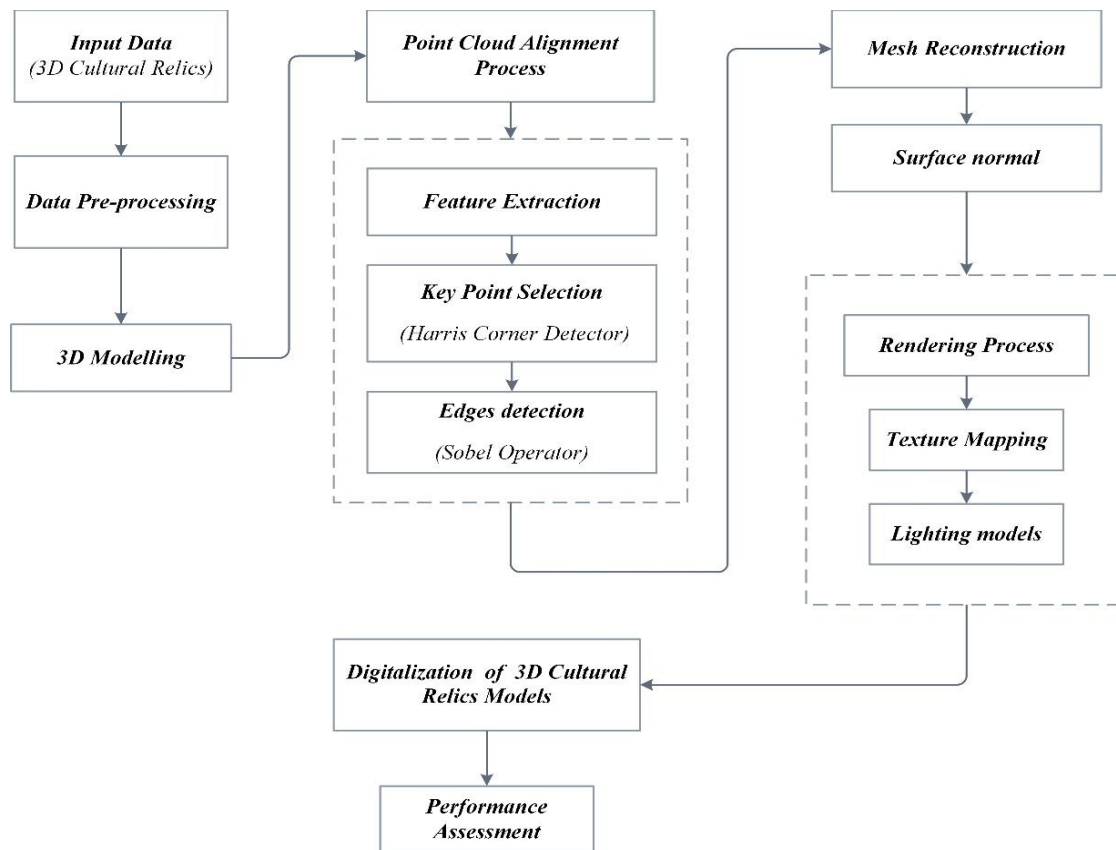 Input Data
(3D Cultural Relics)
Data Pre-processing
3D Modelling
Point Cloud Alignment
Process
Feature Extraction
Key Point Selection
(Harris Corner Detector)
Edges detection
(Sobel Operator)
Mesh Reconstruction
Surface normal
Rendering Process
Texture Mapping
Lighting models
Digitalization of 3D Cultural
Relics Models
Performance
Assessment